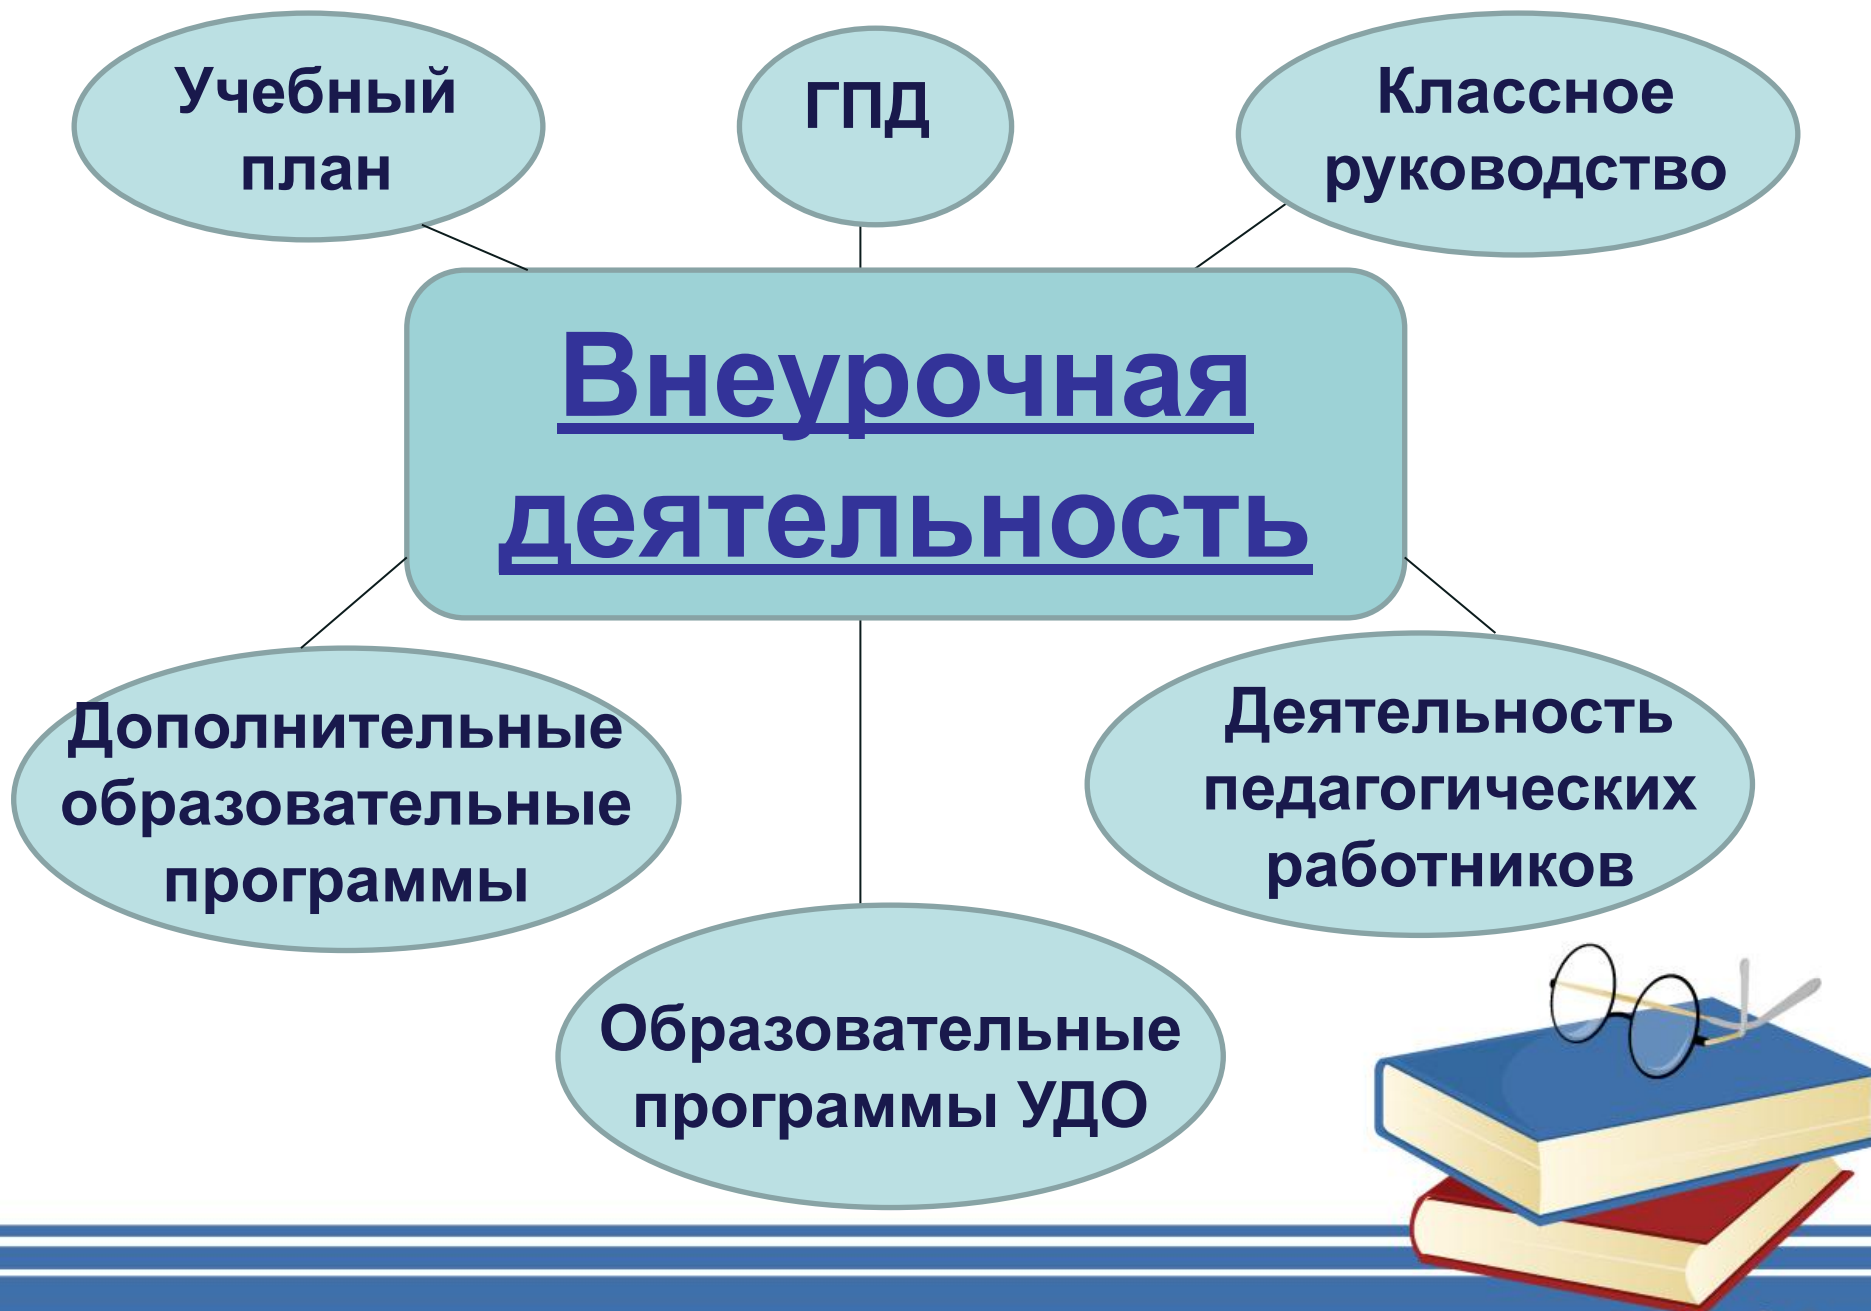 Учебный
план
ГПД
Классное
руководство
Внеурочная
деятельность
Дополнительные
образовательные
программы
Деятельность
педагогических
работников
Образовательные
программы УДО